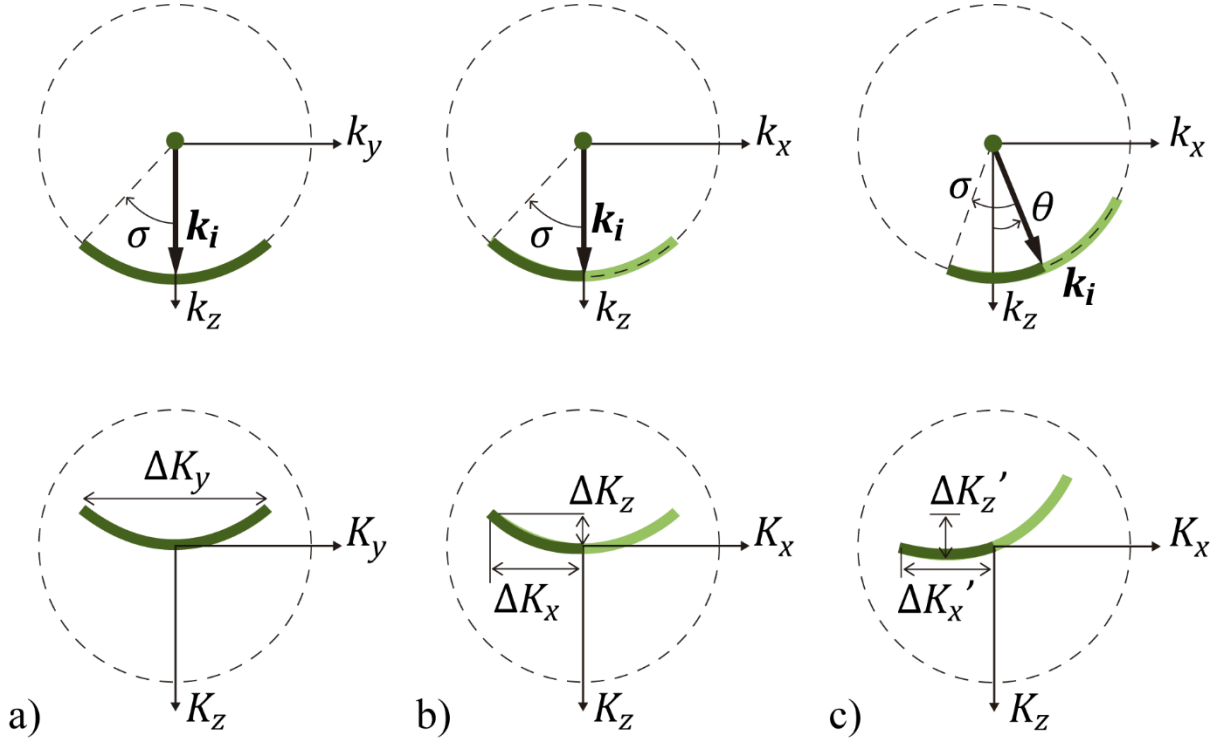 k_y
σ
k_i
k_z
k_x
σ
k_i
k_z
k_x
σ
θ
k_i
k_z
ΔK_y
K_y
K_z
a)
ΔK_z
K_x
ΔK_x
K_z
b)
ΔK_z’
K_x
ΔK_x’
K_z
c)